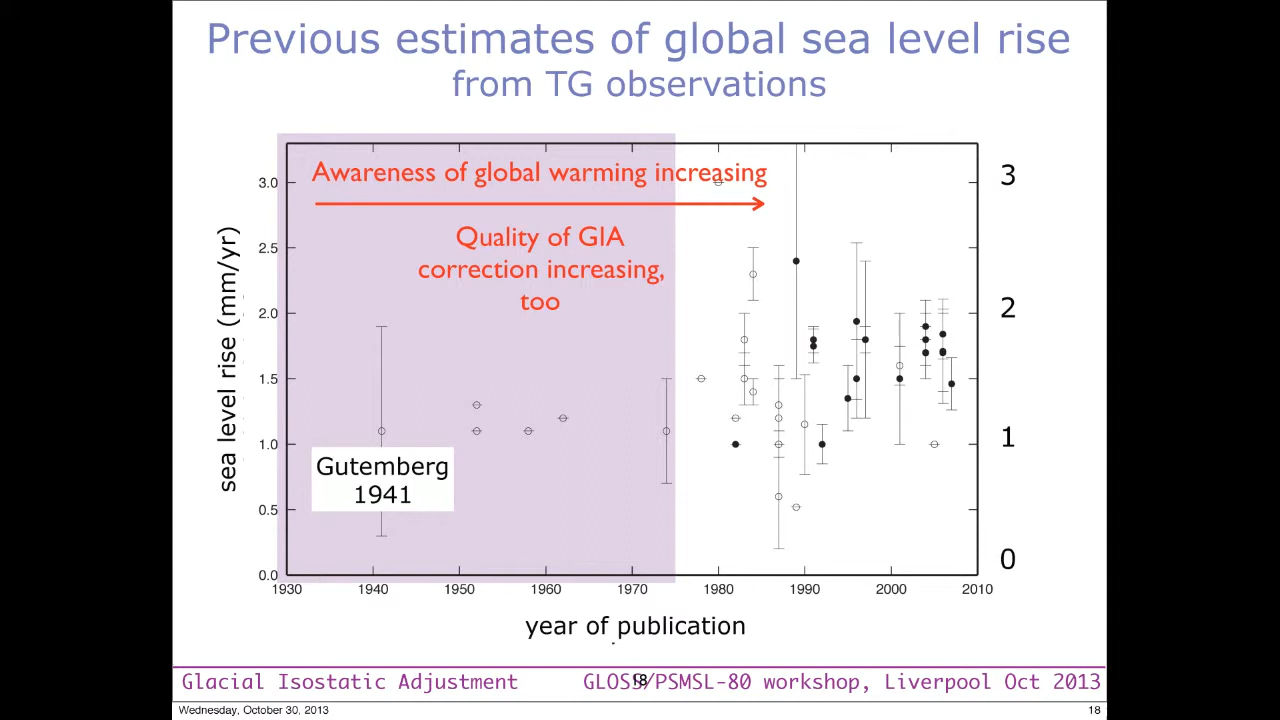 Previous estimates of global sea level rise
from TG observations
Awareness of global warming increasing
Quality of GIA
correction increasing,
too
sea level rise (mm/yr)
3.0
2.5
2.0
1.5
1.0
0.5
0.0
3
2
1
0
Gutemberg
1941
1930 1940 1950 1960 1970 1980 1990 2000 2010
year of publication
Glacial Isostatic Adjustment 18 GLOSS/PSMSL-80 workshop, Liverpool Oct 2013
Wednesday, October 30, 2013 18